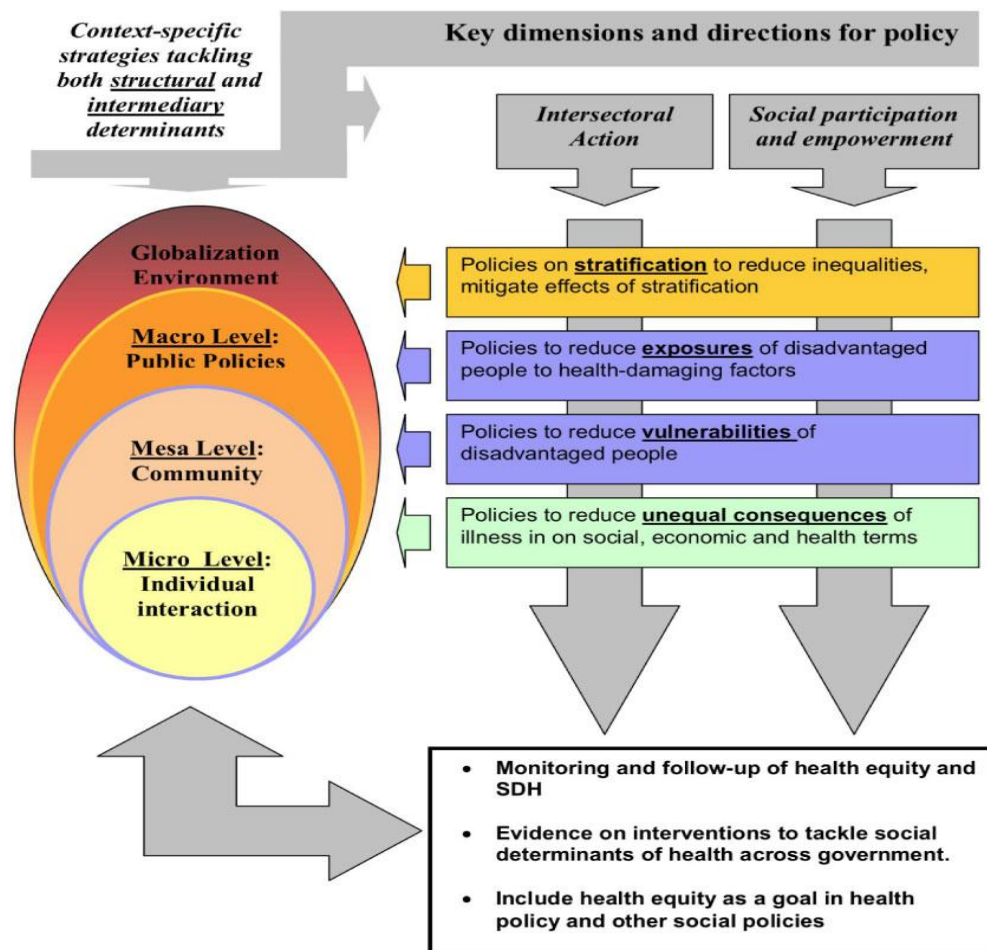 Context-specific
strategies tackling
both structural and
intermediary
determinants
Key dimensions and directions for policy
Intersectoral
Action
Social participation
and empowerment
Globalization
Environment
Macro Level:
Public Policies
Mesa Level:
Community
Micro Level:
Individual
interaction
Policies on stratification to reduce inequalities,
mitigate effects of stratification
Policies to reduce exposures of disadvantaged
people to health-damaging factors
Policies to reduce vulnerabilities of
disadvantaged people
Policies to reduce unequal consequences of
illness in on social, economic and health terms
• Monitoring and follow-up of health equity and
SDH
• Evidence on interventions to tackle social
determinants of health across government.
• Include health equity as a goal in health
policy and other social policies